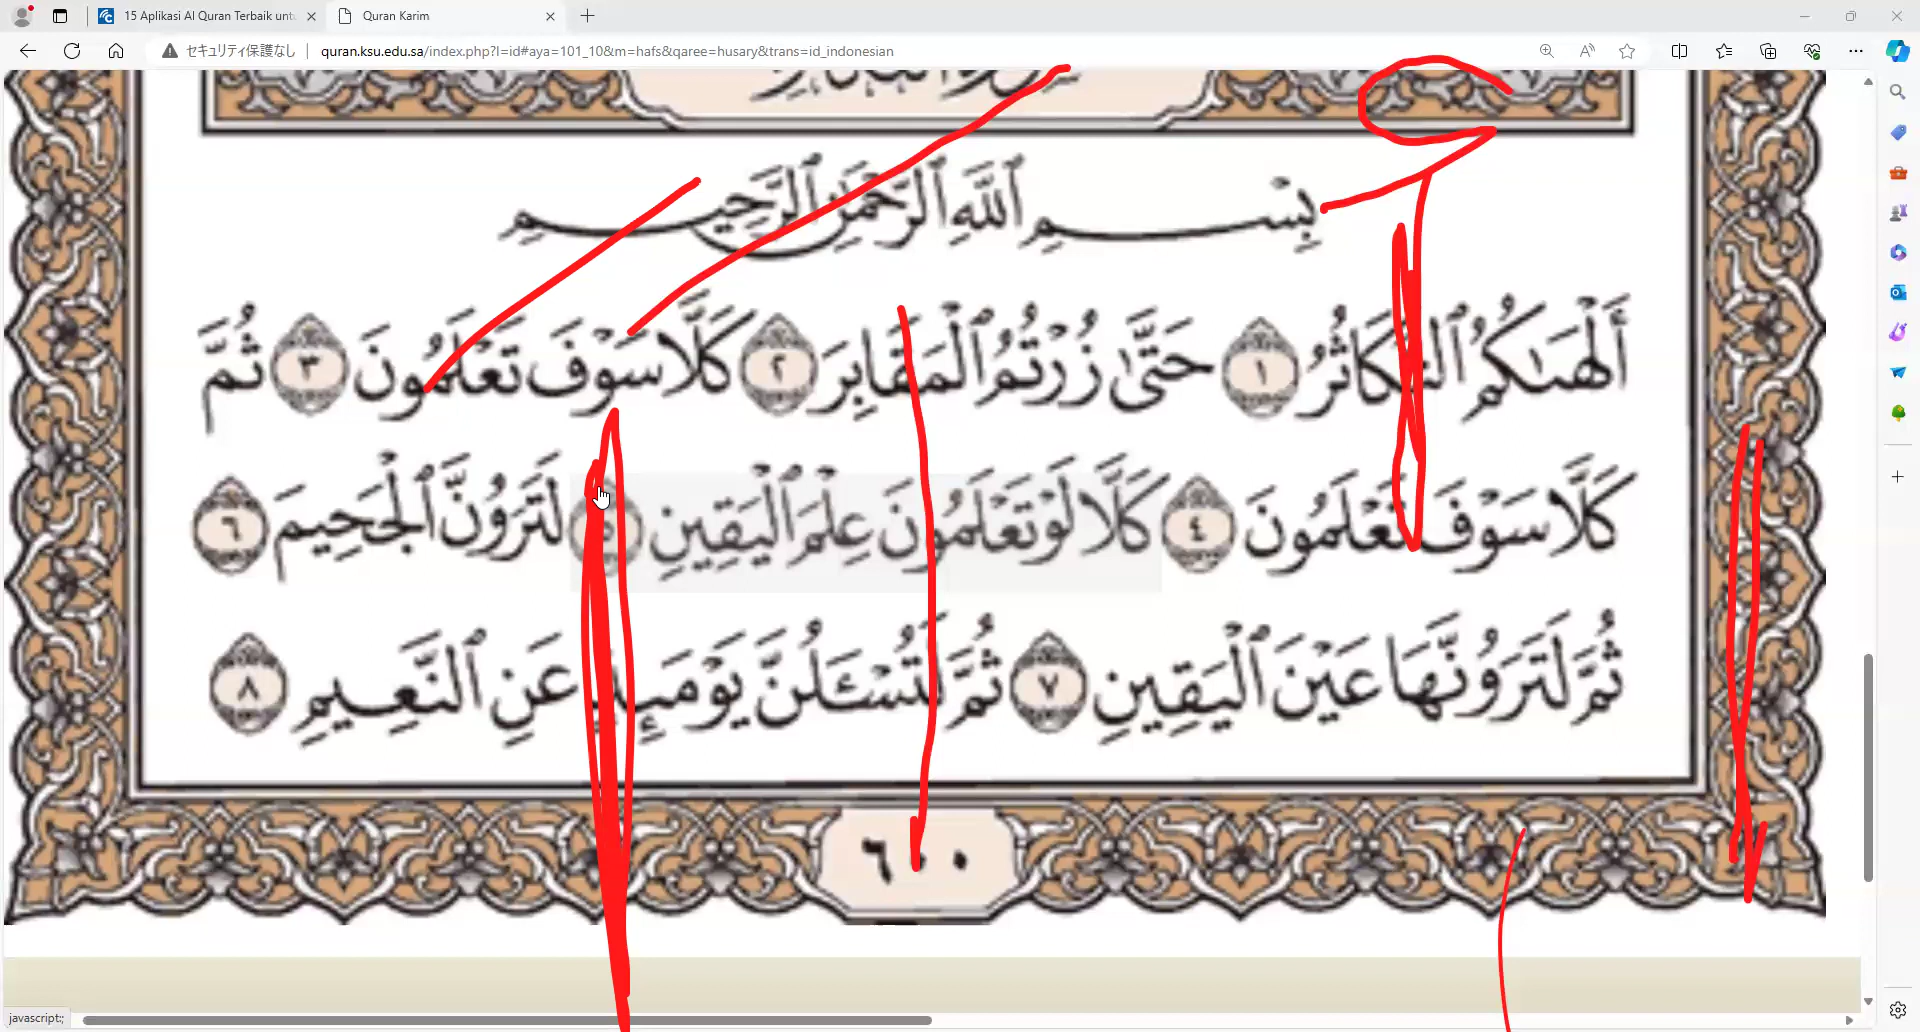 15 Aplikasi Al Quran Terbaik unt
Quran Karim
セキュリティ保護なし
quran.ksu.edu.sa/index.php?l=id#aya=101_10&m=hafs&qaree=husary&trans=id_indonesian
بِسْمِ ٱللَّهِ ٱلرَّحْمَٰنِ ٱلرَّحِيمِ
أَلْهَىٰكُمُ ٱلتَّكَاثُرُ ١ حَتَّىٰ زُرْتُمُ ٱلْمَقَابِرَ ٢ كَلَّا سَوْفَ تَعْلَمُونَ ٣ ثُمَّ
كَلَّا سَوْفَ تَعْلَمُونَ ٤ كَلَّا لَوْ تَعْلَمُونَ عِلْمَ ٱلْيَقِينِ ٥ لَتَرَوُنَّ ٱلْجَحِيمَ ٦
ثُمَّ لَتَرَوُنَّهَا عَيْنَ ٱلْيَقِينِ ٧ ثُمَّ لَتُسْـَٔلُنَّ يَوْمَئِذٍ عَنِ ٱلنَّعِيمِ ٨
٦٠٠
javascript:;